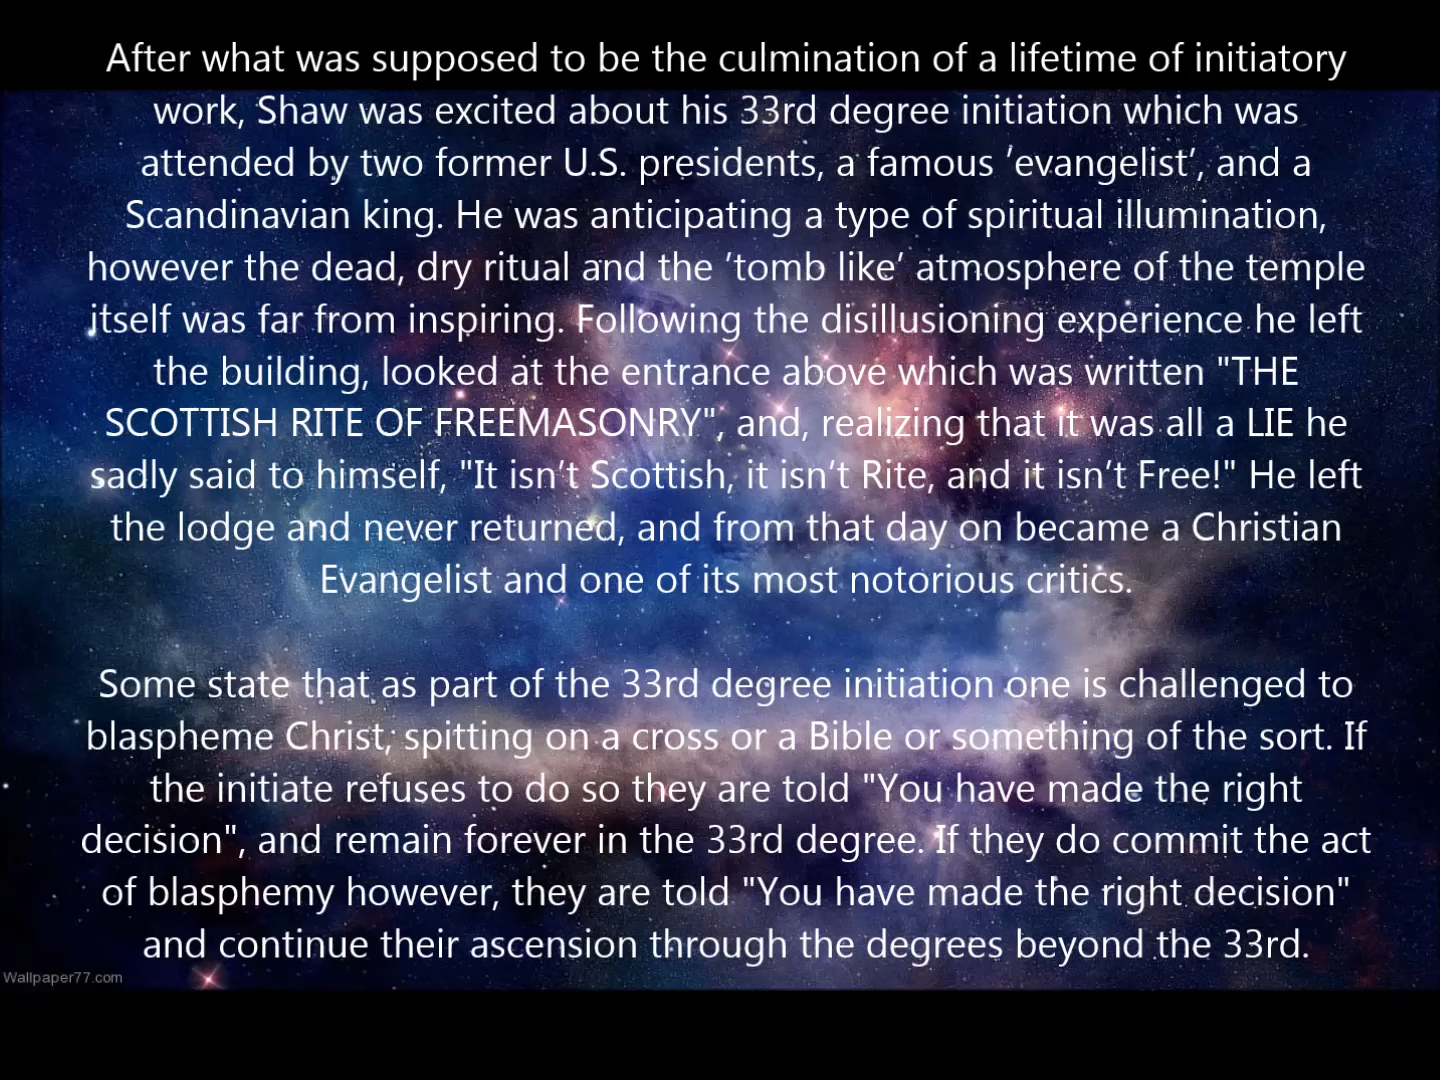 After what was supposed to be the culmination of a lifetime of initiatory
work, Shaw was excited about his 33rd degree initiation which was
attended by two former U.S. presidents, a famous 'evangelist', and a
Scandinavian king. He was anticipating a type of spiritual illumination,
however the dead, dry ritual and the 'tomb like' atmosphere of the temple
itself was far from inspiring. Following the disillusioning experience he left
the building, looked at the entrance above which was written "THE
SCOTTISH RITE OF FREEMASONRY", and, realizing that it was all a LIE he
sadly said to himself, "It isn't Scottish, it isn't Rite, and it isn't Free!" He left
the lodge and never returned, and from that day on became a Christian
Evangelist and one of its most notorious critics.
Some state that as part of the 33rd degree initiation one is challenged to
blaspheme Christ, spitting on a cross or a Bible or something of the sort. If
the initiate refuses to do so they are told "You have made the right
decision", and remain forever in the 33rd degree. If they do commit the act
of blasphemy however, they are told "You have made the right decision"
and continue their ascension through the degrees beyond the 33rd.
Wallpaper77.com